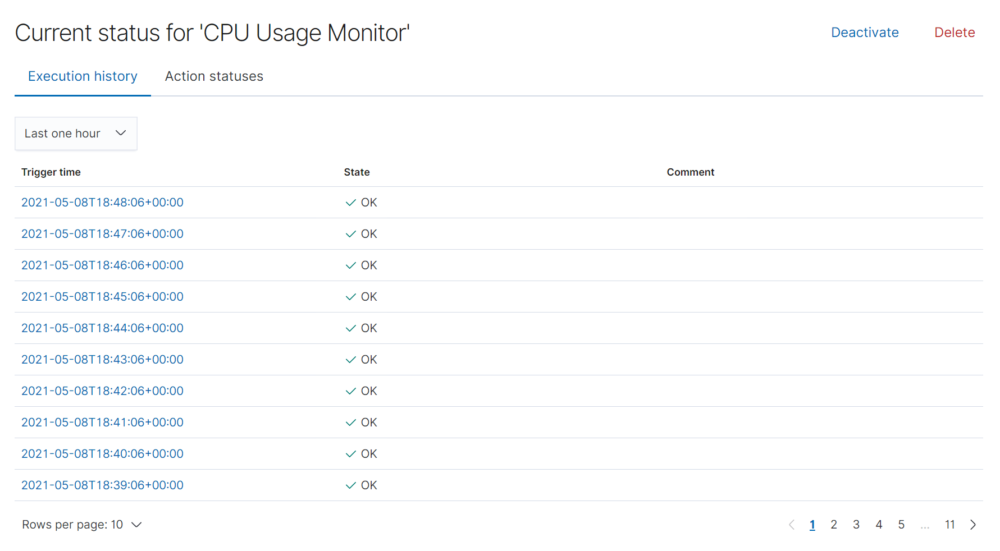 Current status for 'CPU Usage Monitor' Deactivate Delete
Execution history Action statuses
Last one hour
Trigger time State Comment
2021-05-08T18:48:06+00:00 OK
2021-05-08T18:47:06+00:00 OK
2021-05-08T18:46:06+00:00 OK
2021-05-08T18:45:06+00:00 OK
2021-05-08T18:44:06+00:00 OK
2021-05-08T18:43:06+00:00 OK
2021-05-08T18:42:06+00:00 OK
2021-05-08T18:41:06+00:00 OK
2021-05-08T18:40:06+00:00 OK
2021-05-08T18:39:06+00:00 OK
Rows per page: 10 1 2 3 4 5 ... 11